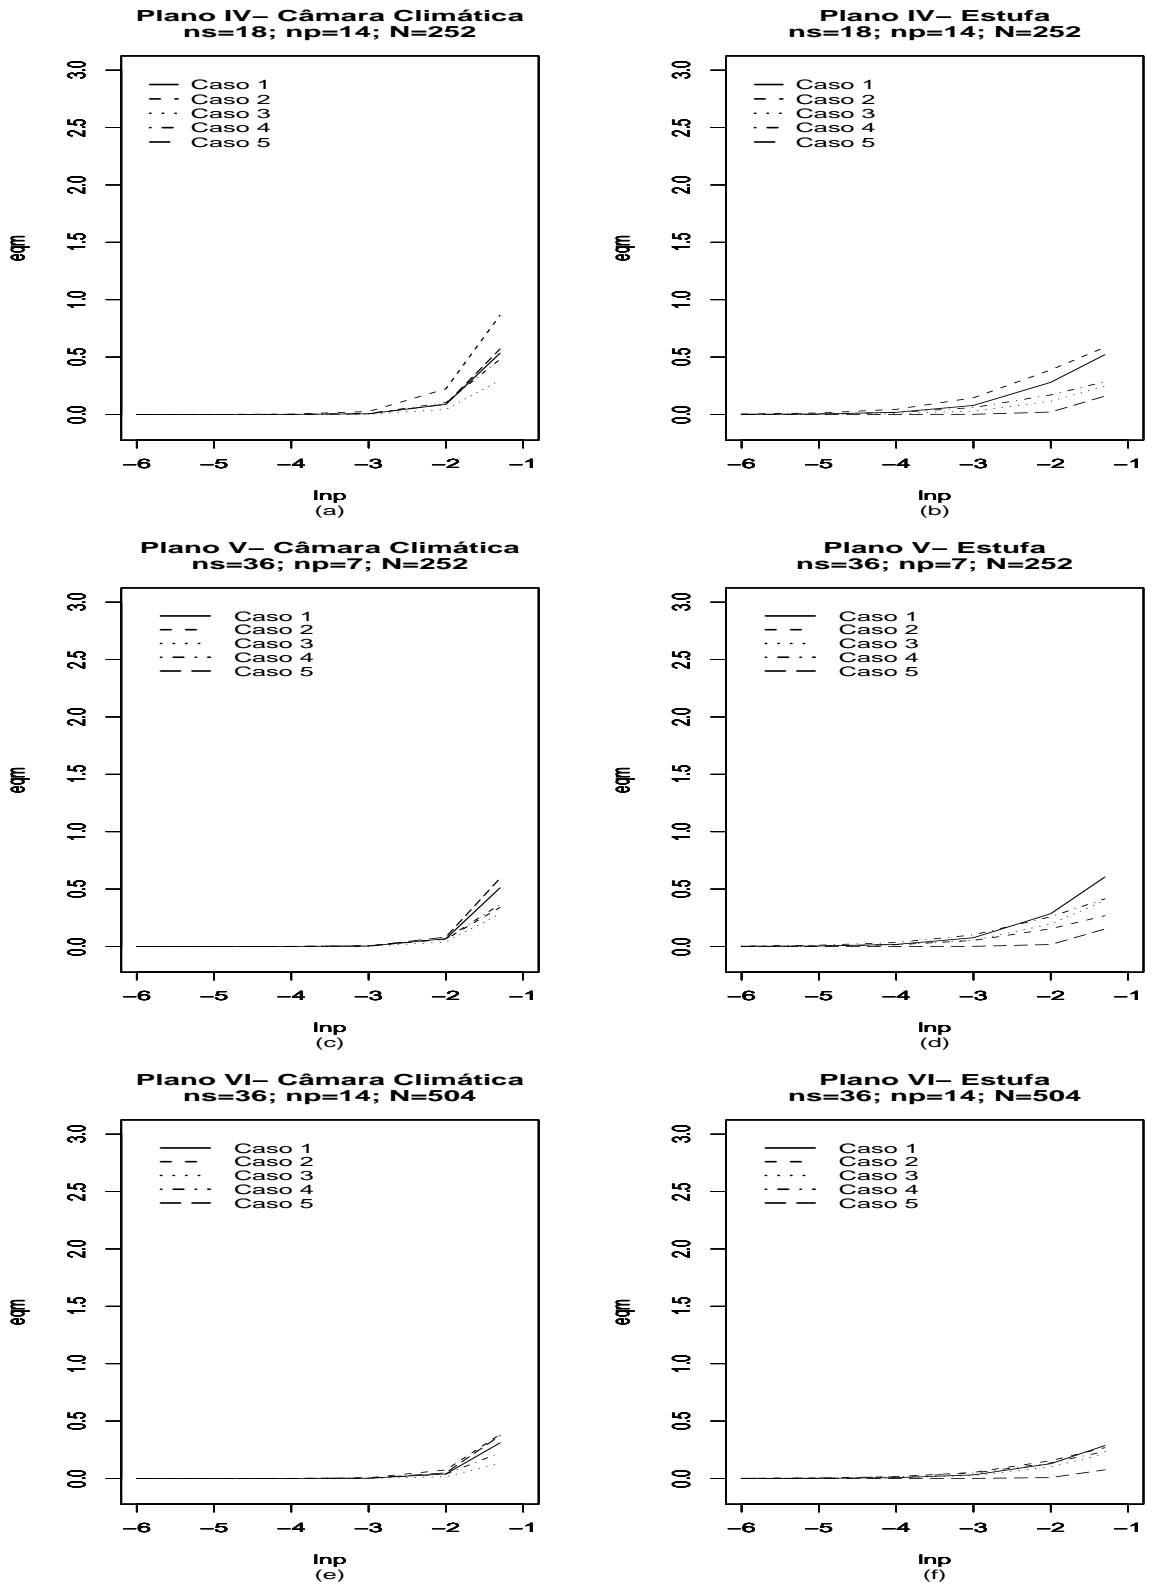 Plano IV– Câmara Climática
ns=18; np=14; N=252
3.0
2.5
2.0
1.5
1.0
0.5
0.0
eqm
Caso 1
Caso 2
Caso 3
Caso 4
Caso 5
−6 −5 −4 −3 −2 −1
lnp
(a)
Plano IV– Estufa
ns=18; np=14; N=252
3.0
2.5
2.0
1.5
1.0
0.5
0.0
eqm
Caso 1
Caso 2
Caso 3
Caso 4
Caso 5
−6 −5 −4 −3 −2 −1
lnp
(b)
Plano V– Câmara Climática
ns=36; np=7; N=252
3.0
2.5
2.0
1.5
1.0
0.5
0.0
eqm
Caso 1
Caso 2
Caso 3
Caso 4
Caso 5
−6 −5 −4 −3 −2 −1
lnp
(c)
Plano V– Estufa
ns=36; np=7; N=252
3.0
2.5
2.0
1.5
1.0
0.5
0.0
eqm
Caso 1
Caso 2
Caso 3
Caso 4
Caso 5
−6 −5 −4 −3 −2 −1
lnp
(d)
Plano VI– Câmara Climática
ns=36; np=14; N=504
3.0
2.5
2.0
1.5
1.0
0.5
0.0
eqm
Caso 1
Caso 2
Caso 3
Caso 4
Caso 5
−6 −5 −4 −3 −2 −1
lnp
(e)
Plano VI– Estufa
ns=36; np=14; N=504
3.0
2.5
2.0
1.5
1.0
0.5
0.0
eqm
Caso 1
Caso 2
Caso 3
Caso 4
Caso 5
−6 −5 −4 −3 −2 −1
lnp
(f)